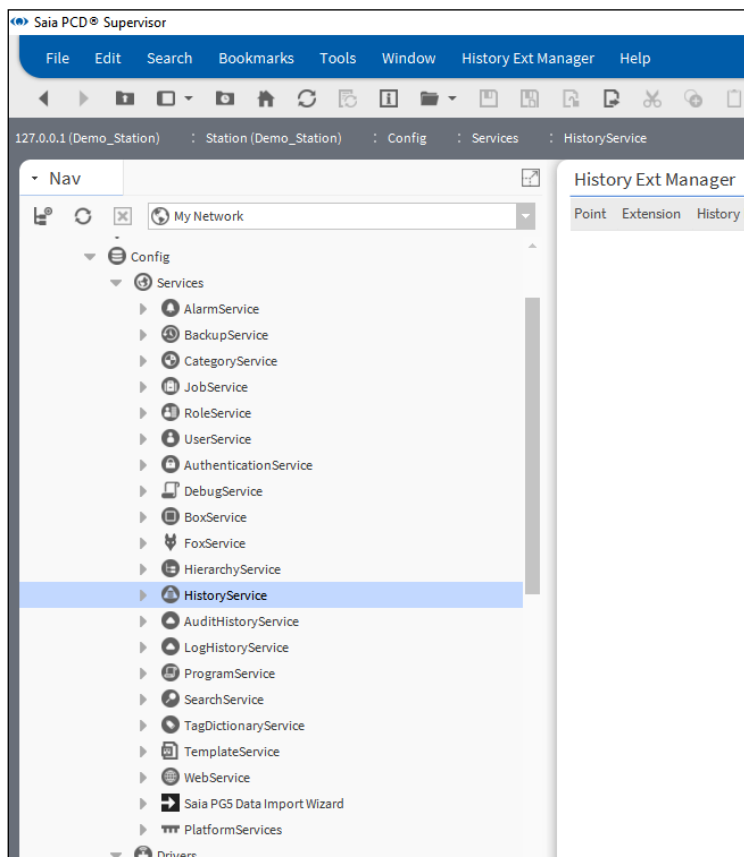 Saia PCD® Supervisor
File Edit Search Bookmarks Tools Window History Ext Manager Help
127.0.0.1 (Demo_Station) : Station (Demo_Station) : Config : Services : HistoryService
Nav
History Ext Manager
My Network
Point Extension History
Config
Services
AlarmService
BackupService
CategoryService
JobService
RoleService
UserService
AuthenticationService
DebugService
BoxService
FoxService
HierarchyService
HistoryService
AuditHistoryService
LogHistoryService
ProgramService
SearchService
TagDictionaryService
TemplateService
WebService
Saia PG5 Data Import Wizard
PlatformServices
Drivers